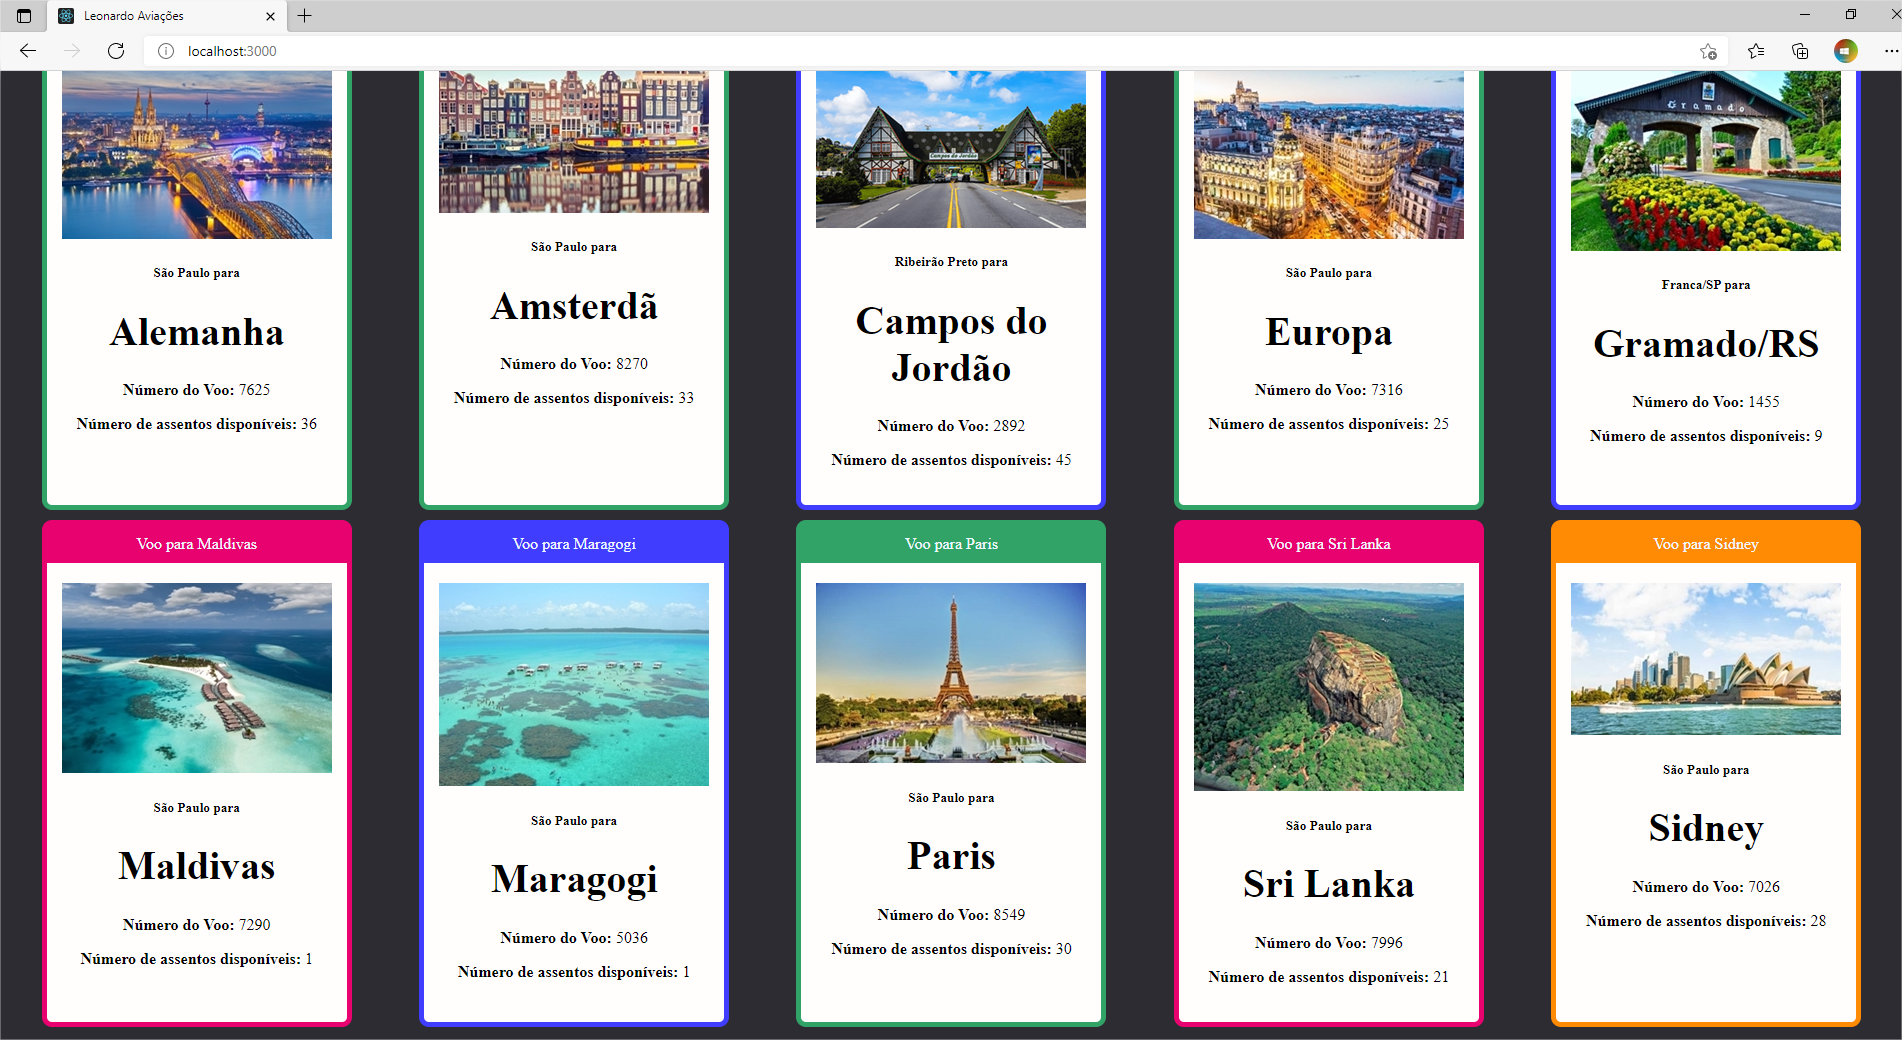 Leonardo Aviações
localhost:3000
Campos do Jordão
Gramado
São Paulo para
Alemanha
Número do Voo: 7625
Número de assentos disponíveis: 36
São Paulo para
Amsterdã
Número do Voo: 8270
Número de assentos disponíveis: 33
Ribeirão Preto para
Campos do
Jordão
Número do Voo: 2892
Número de assentos disponíveis: 45
São Paulo para
Europa
Número do Voo: 7316
Número de assentos disponíveis: 25
Franca/SP para
Gramado/RS
Número do Voo: 1455
Número de assentos disponíveis: 9
Voo para Maldivas
São Paulo para
Maldivas
Número do Voo: 7290
Número de assentos disponíveis: 1
Voo para Maragogi
São Paulo para
Maragogi
Número do Voo: 5036
Número de assentos disponíveis: 1
Voo para Paris
São Paulo para
Paris
Número do Voo: 8549
Número de assentos disponíveis: 30
Voo para Sri Lanka
São Paulo para
Sri Lanka
Número do Voo: 7996
Número de assentos disponíveis: 21
Voo para Sidney
São Paulo para
Sidney
Número do Voo: 7026
Número de assentos disponíveis: 28